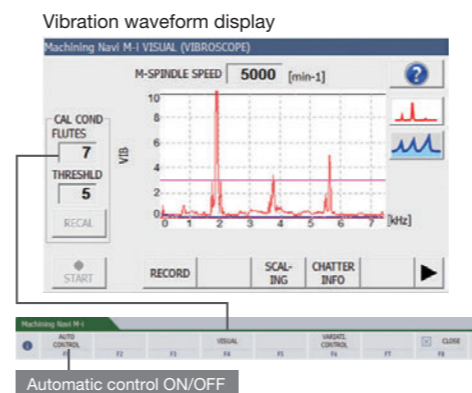 Vibration waveform display
Machining Navi M-i VISUAL (VIBROSCOPE)
M-SPINDLE SPEED 5000 [min-1]
?
CAL COND
FLUTES
7
THRESHLD
5
RECAL
VIB
10
8
6
4
2
0
0 1 2 3 4 5 6 7 [kHz]
START
RECORD
SCAL-
ING
CHATTER
INFO
Machining Navi M-i
AUTO
CONTROL
VISUAL
VARIATI.
CONTROL
CLOSE
F1 F2 F3 F4 F5 F6 F7 F8
Automatic control ON/OFF